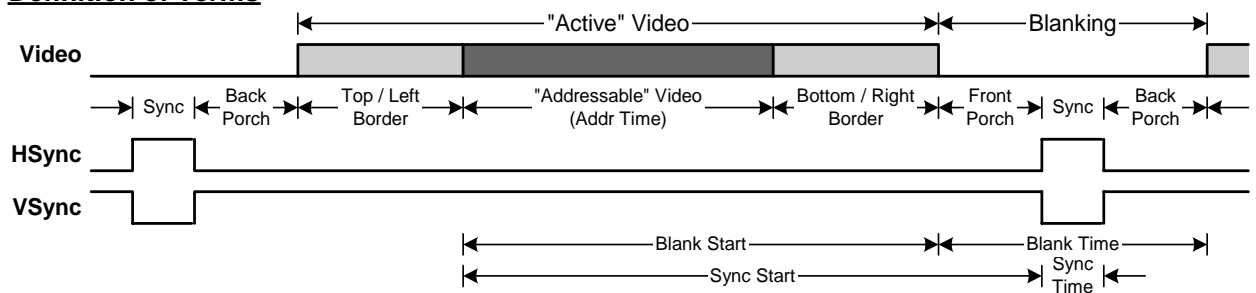 Definition of Terms
"Active" Video
Blanking
Video
Sync
Back
Porch
Top / Left
Border
"Addressable" Video
(Addr Time)
Bottom / Right
Border
Front
Porch
Sync
Back
Porch
HSync
VSync
Blank Start
Blank Time
Sync Start
Sync
Time